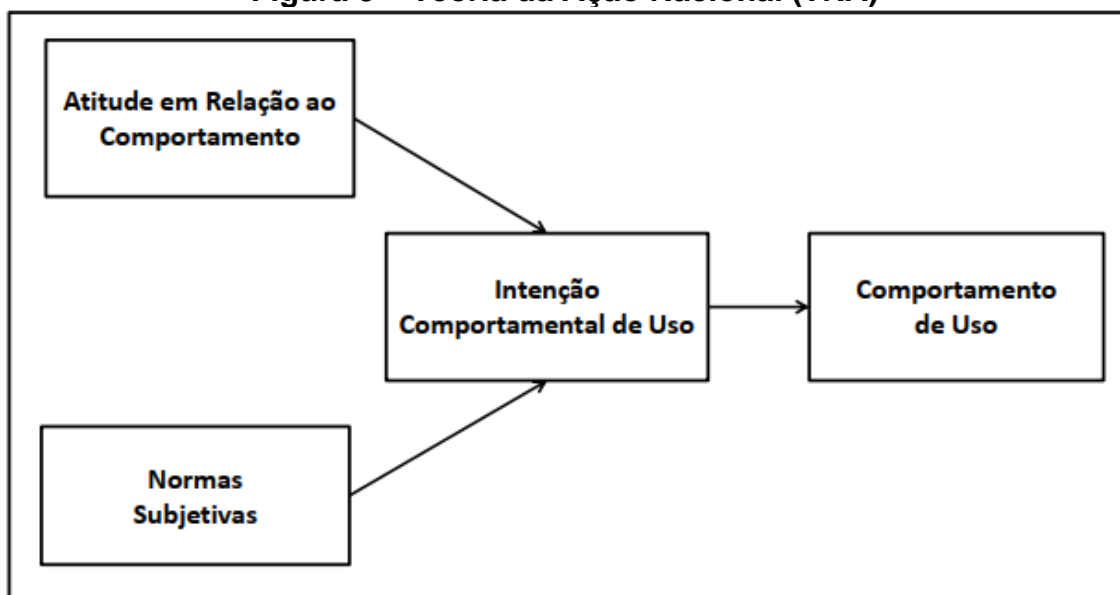 Figura – Teoria da Ação Racional (TRA)
Atitude em Relação ao
Comportamento
Intenção
Comportamental de Uso
Comportamento
de Uso
Normas
Subjetivas